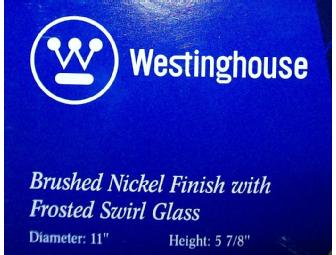 Westinghouse
Brushed Nickel Finish with
Frosted Swirl Glass
Diameter: 11" Height: 5 7/8"